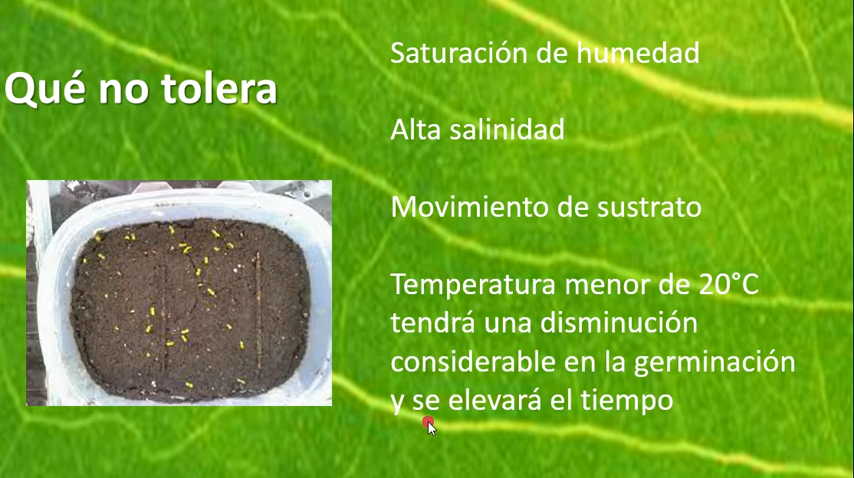 Qué no tolera
Saturación de humedad
Alta salinidad
Movimiento de sustrato
Temperatura menor de 20°C
tendrá una disminución
considerable en la germinación
y se elevará el tiempo